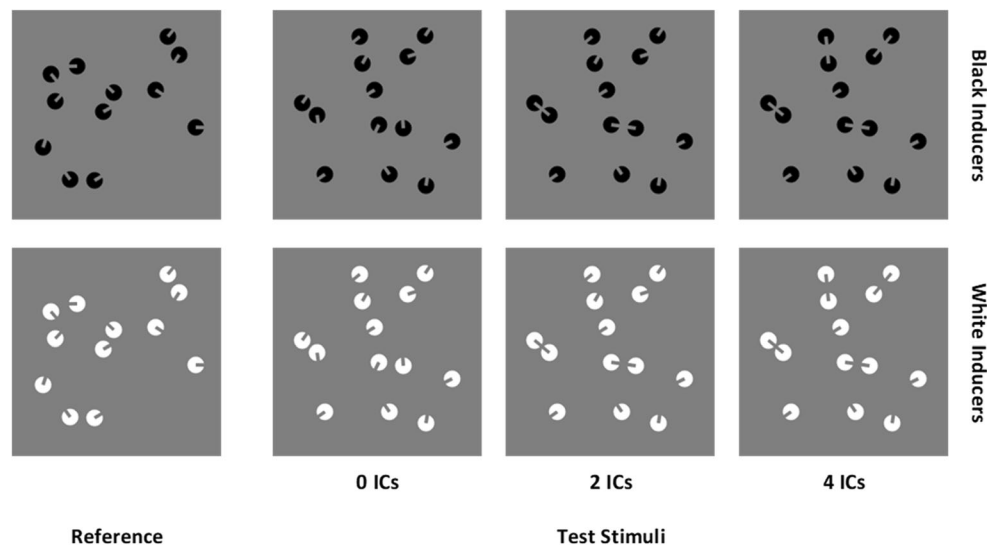 Black Inducers
White Inducers
0 ICs
2 ICs
4 ICs
Reference
Test Stimuli